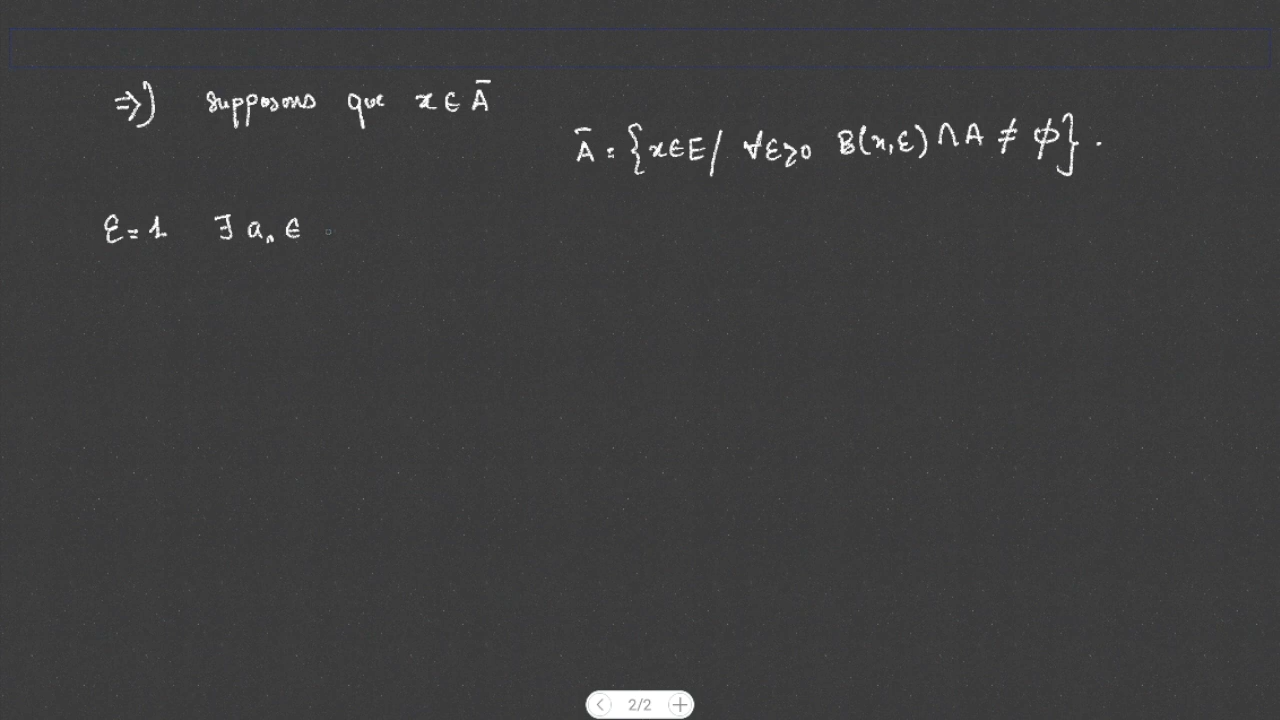 ⇒) supposons que x ∈ Ā
Ā = {x∈E / ∀ε>0 B(x,ε) ∩ A ≠ ∅}.
ε = 1 ∃ a₁ ∈
2/2